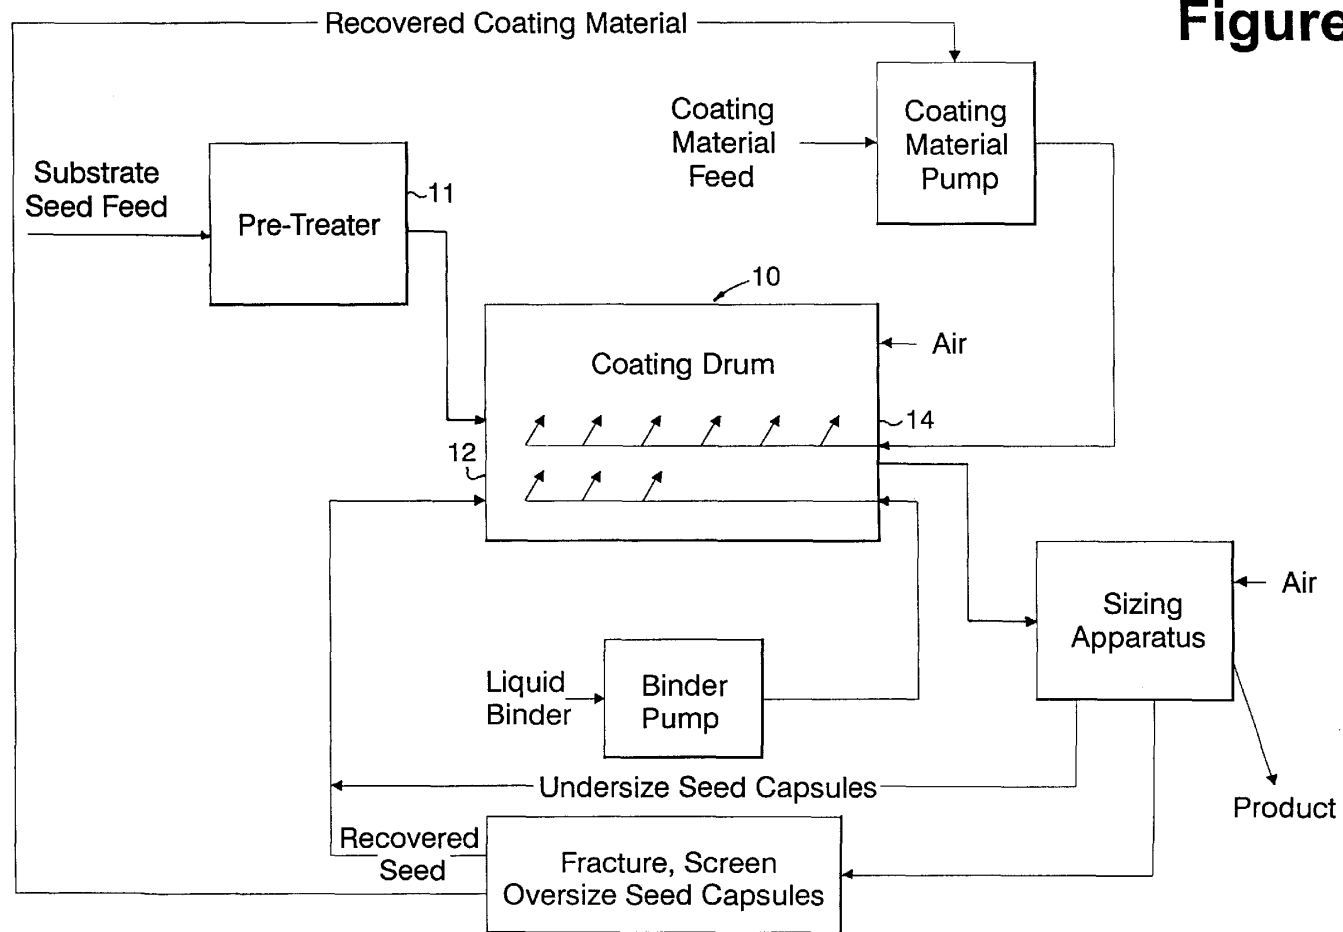 Recovered Coating Material
Figure
Coating
Material
Feed
Coating
Material
Pump
Substrate
Seed Feed
Pre-Treater
11
10
Air
Coating Drum
14
12
Air
Sizing
Apparatus
Liquid
Binder
Binder
Pump
Undersize Seed Capsules
Product
Recovered
Seed
Fracture, Screen
Oversize Seed Capsules